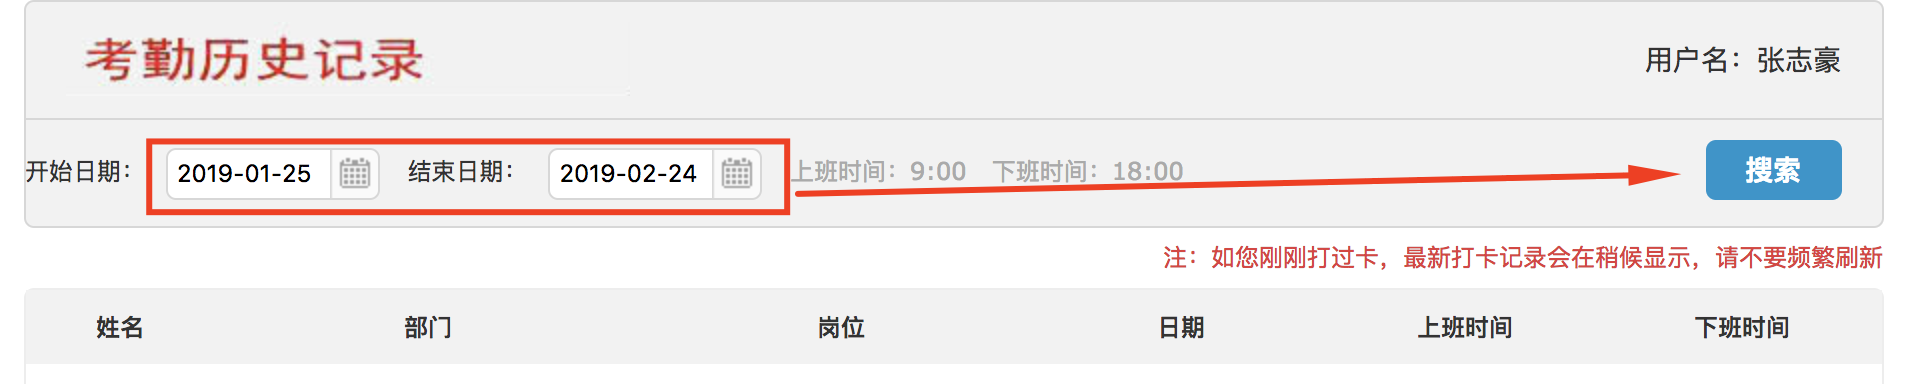 考勤历史记录
用户名：张志豪
开始日期： 2019-01-25 结束日期： 2019-02-24 上班时间：9:00 下班时间：18:00 搜索
注：如您刚刚打过卡，最新打卡记录会在稍候显示，请不要频繁刷新
姓名 部门 岗位 日期 上班时间 下班时间